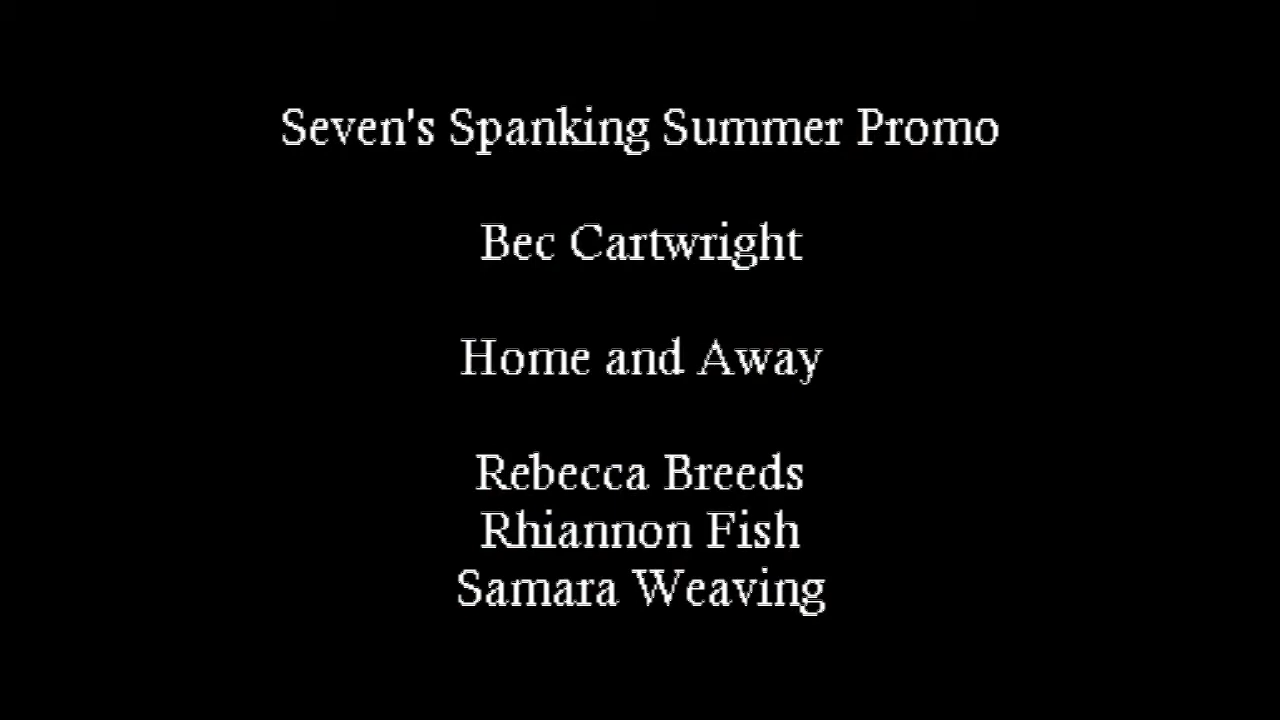 Seven's Spanking Summer Promo
Bec Cartwright
Home and Away
Rebecca Breeds
Rhiannon Fish
Samara Weaving